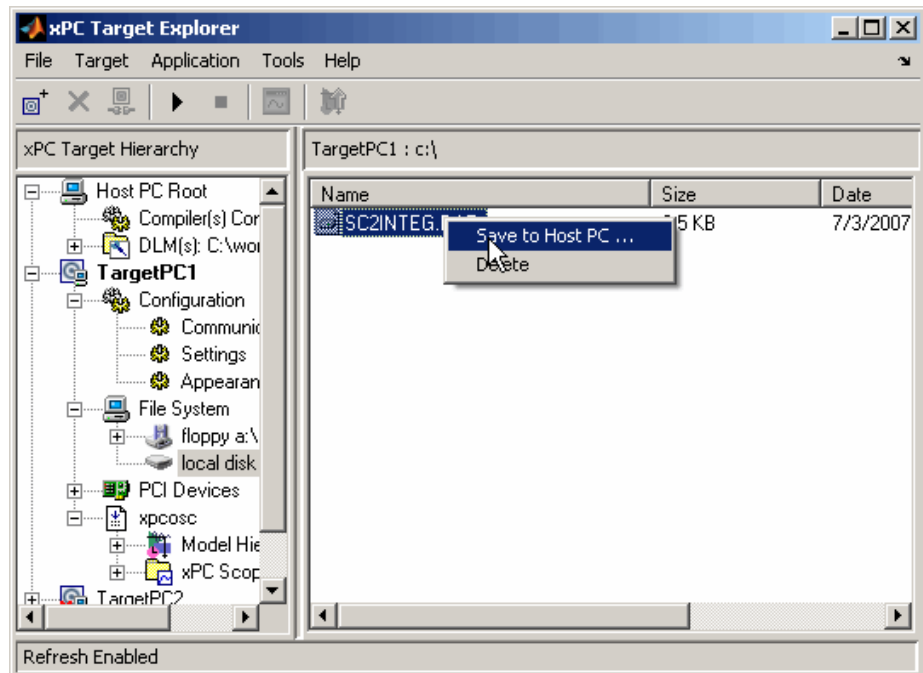 xPC Target Explorer
File Target Application Tools Help
xPC Target Hierarchy
TargetPC1 : c:\
Host PC Root
Compiler(s) Cor
DLM(s): C:\wor
TargetPC1
Configuration
Communic
Settings
Appearan
File System
floppy a:\
local disk
PCI Devices
xpcosc
Model Hie
xPC Scop
TargetPC2
Name Size Date
SC2INTEG. 5 KB 7/3/2007
Save to Host PC ...
Delete
Refresh Enabled